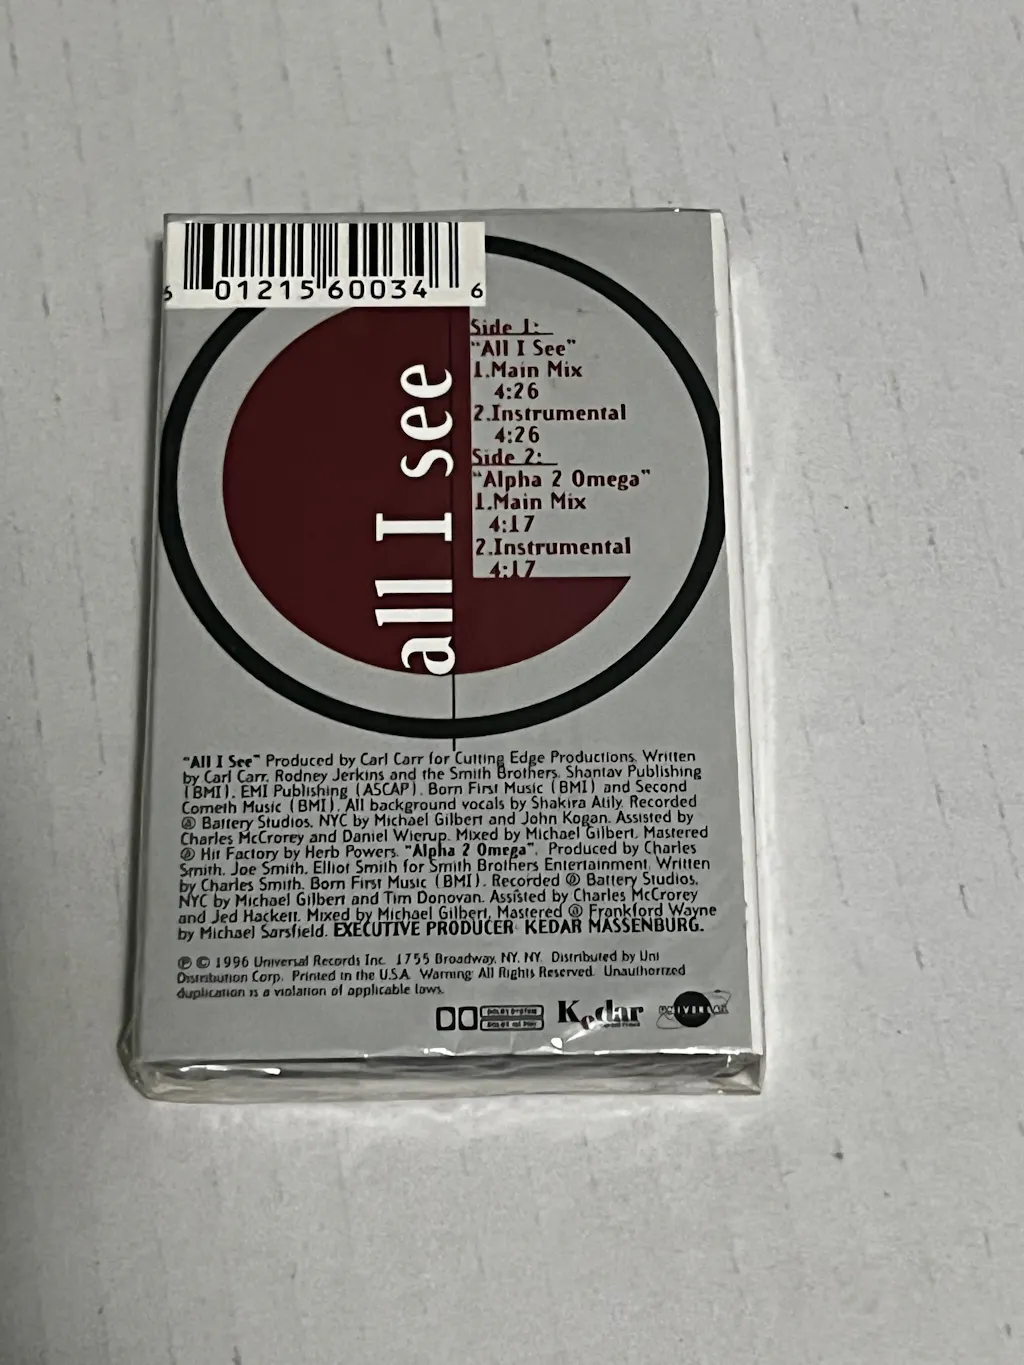 6 01215 60034 6
Side 1:
"All I See"
1.Main Mix
4:26
2.Instrumental
4:26
Side 2:
"Alpha 2 Omega"
1.Main Mix
4:17
2.Instrumental
4:17
all I see
"All I See" Produced by Carl Carr for Cutting Edge Productions. Written
by Carl Carr, Rodney Jerkins and the Smith Brothers. Shantav Publishing
(BMI). EMI Publishing (ASCAP). Born First Music (BMI) and Second
Cometh Music (BMI). All background vocals by Shakira Atily. Recorded
@ Battery Studios, NYC by Michael Gilbert and John Kogan. Assisted by
Charles McCrorey and Daniel Wierup. Mixed by Michael Gilbert. Mastered
@ Hit Factory by Herb Powers. "Alpha 2 Omega". Produced by Charles
Smith, Joe Smith, Elliot Smith for Smith Brothers Entertainment. Written
by Charles Smith. Born First Music (BMI). Recorded @ Battery Studios,
NYC by Michael Gilbert and Tim Donovan. Assisted by Charles McCrorey
and Jed Hackett. Mixed by Michael Gilbert. Mastered @ Frankford Wayne
by Michael Sarsfield. EXECUTIVE PRODUCER: KEDAR MASSENBURG.
℗ © 1996 Universal Records Inc. 1755 Broadway, NY, NY. Distributed by Uni
Distribution Corp. Printed in the U.S.A. Warning: All Rights Reserved. Unauthorized
duplication is a violation of applicable laws.
DOLBY SYSTEM
Kedar
UNIVERSAL